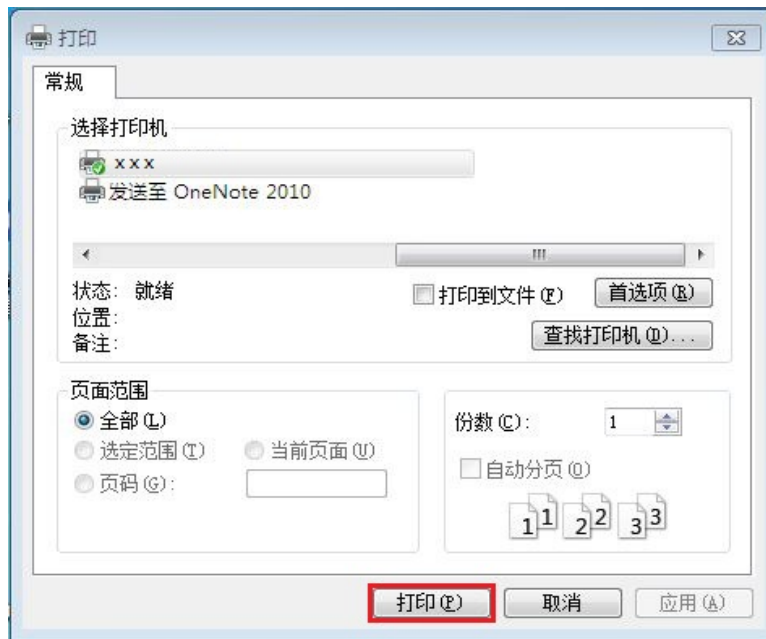 打印
常规
选择打印机
xxx
发送至 OneNote 2010
状态: 就绪
打印到文件(F)
首选项(R)
位置:
备注:
查找打印机(D)...
页面范围
全部(L)
选定范围(T)
当前页面(U)
页码(G):
份数(C):
1
自动分页(O)
11 22 33
打印(P)
取消
应用(A)